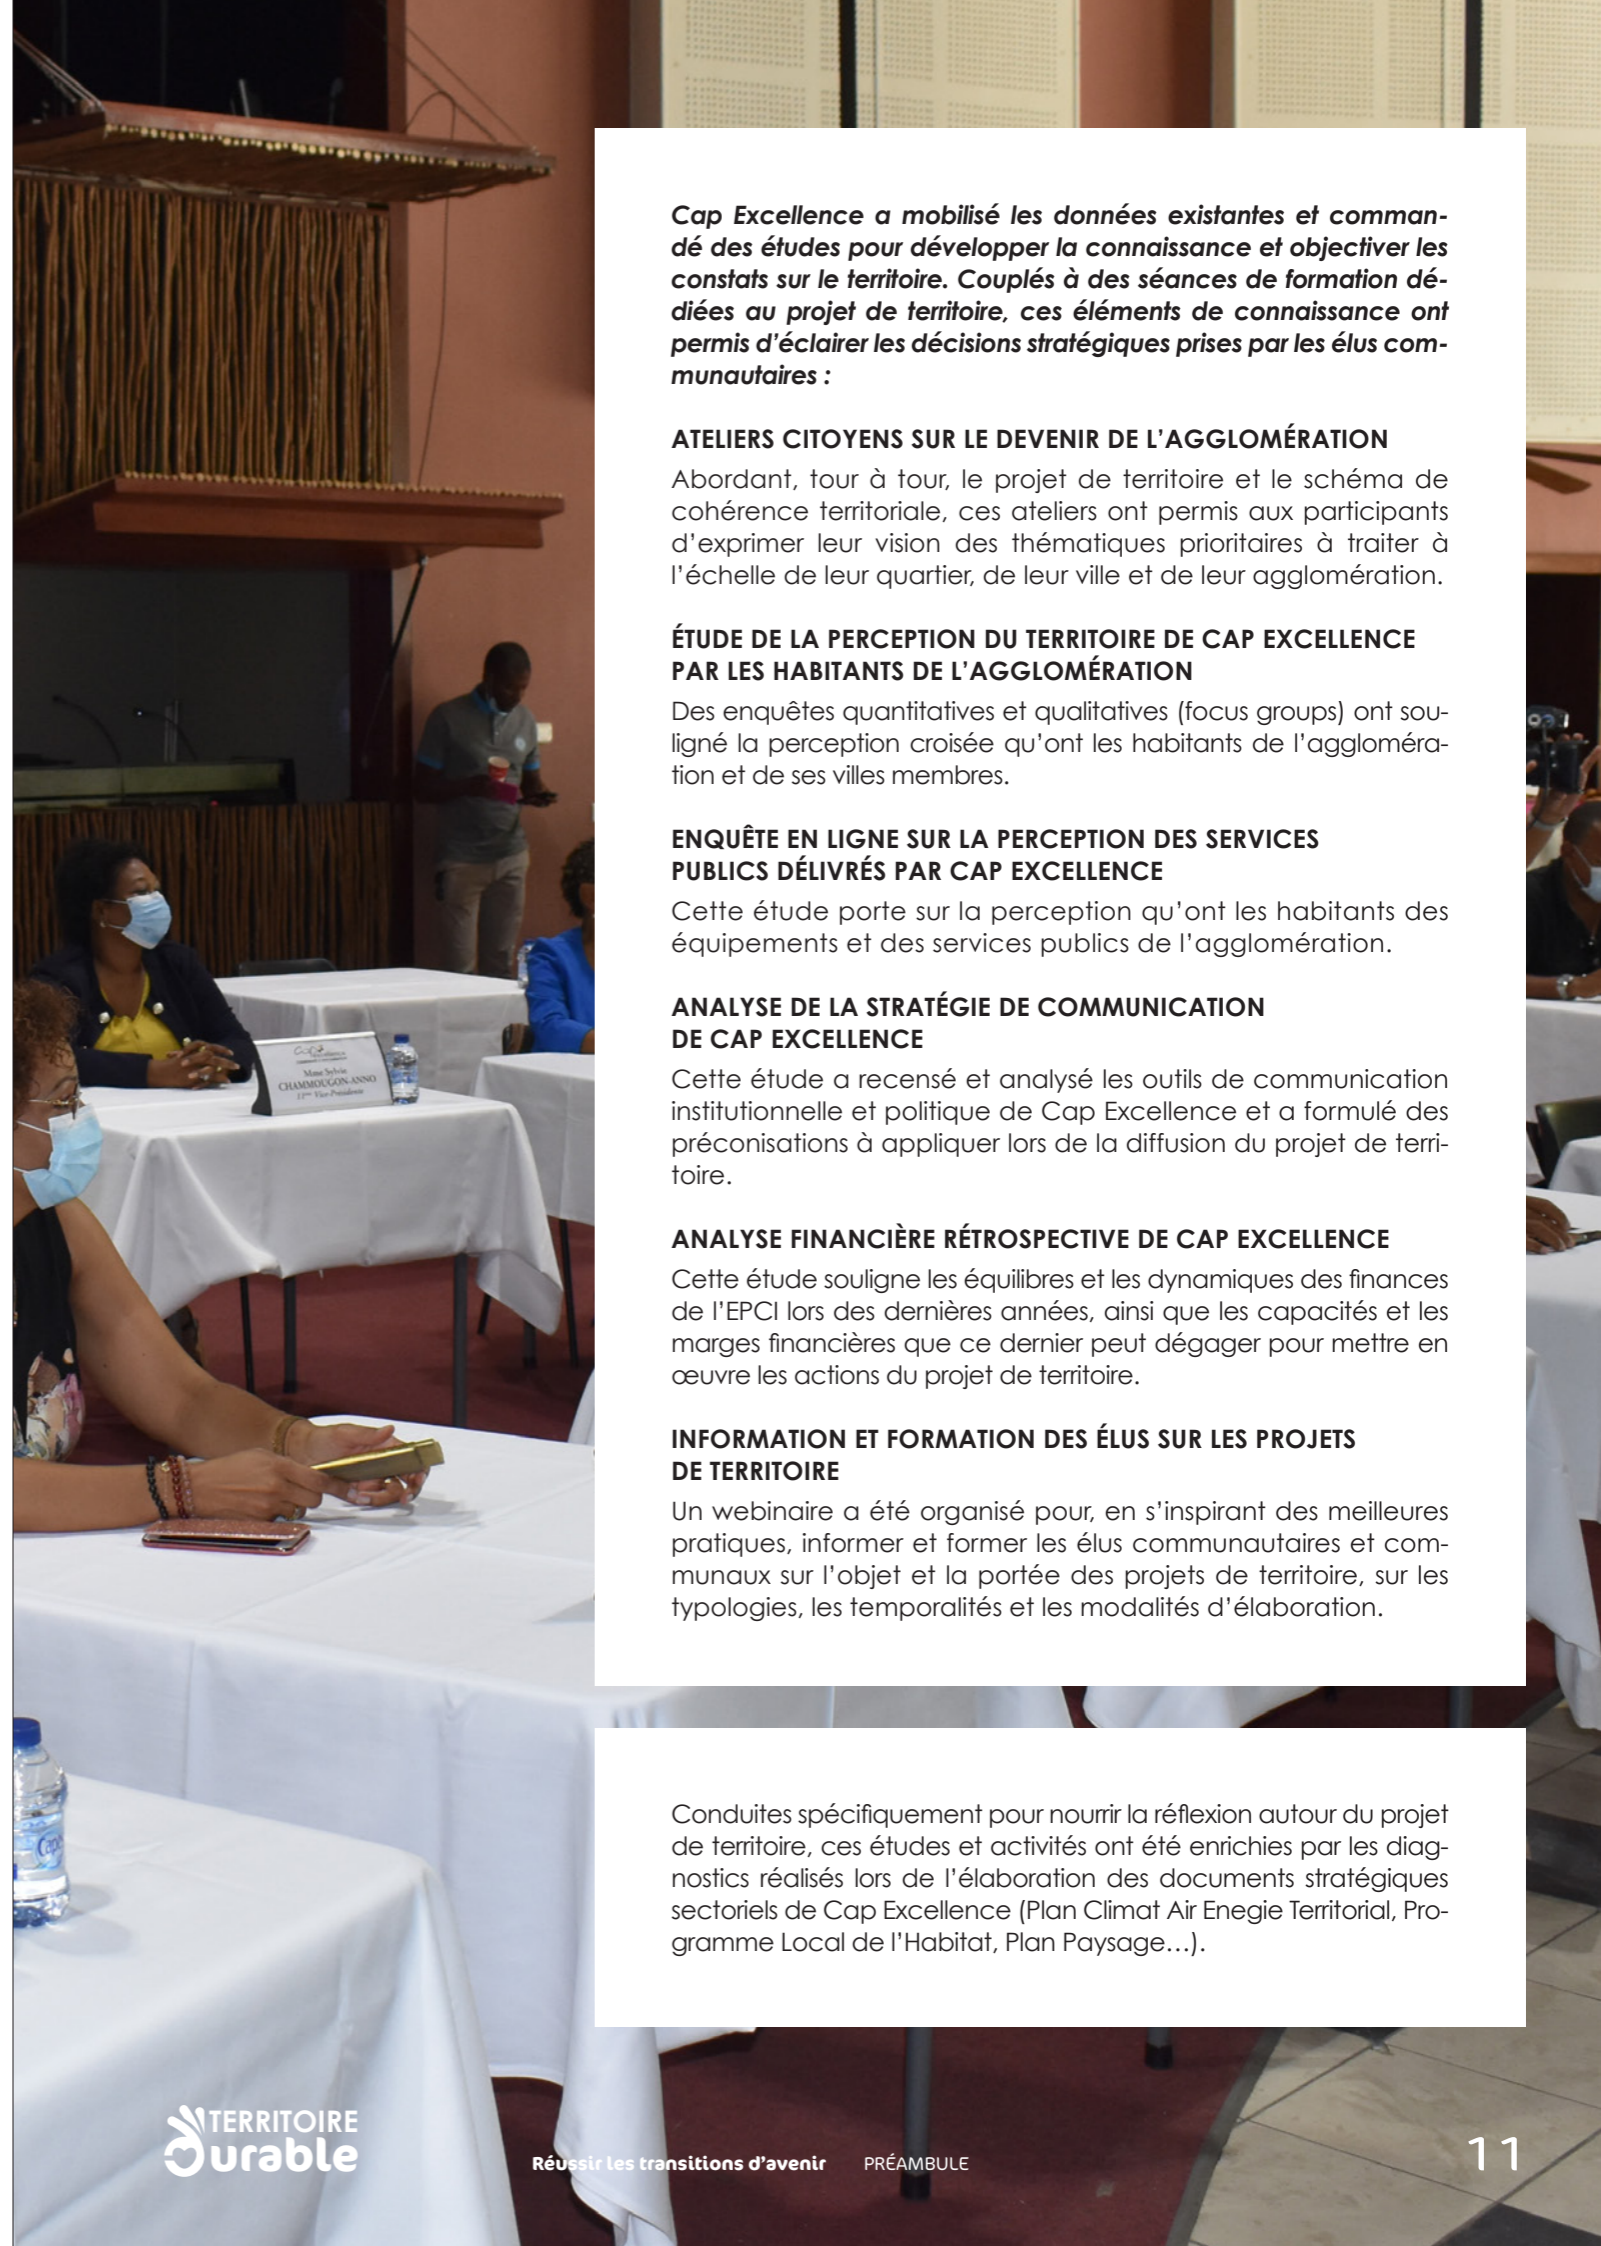 Cap Excellence a mobilisé les données existantes et comman-
dé des études pour développer la connaissance et objectiver les
constats sur le territoire. Couplés à des séances de formation dé-
diées au projet de territoire, ces éléments de connaissance ont
permis d’éclairer les décisions stratégiques prises par les élus com-
munautaires :
ATELIERS CITOYENS SUR LE DEVENIR DE L’AGGLOMÉRATION
Abordant, tour à tour, le projet de territoire et le schéma de
cohérence territoriale, ces ateliers ont permis aux participants
d’exprimer leur vision des thématiques prioritaires à traiter à
l’échelle de leur quartier, de leur ville et de leur agglomération.
ÉTUDE DE LA PERCEPTION DU TERRITOIRE DE CAP EXCELLENCE
PAR LES HABITANTS DE L’AGGLOMÉRATION
Des enquêtes quantitatives et qualitatives (focus groups) ont sou-
ligné la perception croisée qu’ont les habitants de l’aggloméra-
tion et de ses villes membres.
ENQUÊTE EN LIGNE SUR LA PERCEPTION DES SERVICES
PUBLICS DÉLIVRÉS PAR CAP EXCELLENCE
Cette étude porte sur la perception qu’ont les habitants des
équipements et des services publics de l’agglomération.
ANALYSE DE LA STRATÉGIE DE COMMUNICATION
DE CAP EXCELLENCE
Cette étude a recensé et analysé les outils de communication
institutionnelle et politique de Cap Excellence et a formulé des
préconisations à appliquer lors de la diffusion du projet de terri-
toire.
ANALYSE FINANCIÈRE RÉTROSPECTIVE DE CAP EXCELLENCE
Cette étude souligne les équilibres et les dynamiques des finances
de l’EPCI lors des dernières années, ainsi que les capacités et les
marges financières que ce dernier peut dégager pour mettre en
œuvre les actions du projet de territoire.
INFORMATION ET FORMATION DES ÉLUS SUR LES PROJETS
DE TERRITOIRE
Un webinaire a été organisé pour, en s’inspirant des meilleures
pratiques, informer et former les élus communautaires et com-
munaux sur l’objet et la portée des projets de territoire, sur les
typologies, les temporalités et les modalités d’élaboration.
Conduites spécifiquement pour nourrir la réflexion autour du projet
de territoire, ces études et activités ont été enrichies par les diag-
nostics réalisés lors de l’élaboration des documents stratégiques
sectoriels de Cap Excellence (Plan Climat Air Enegie Territorial, Pro-
gramme Local de l’Habitat, Plan Paysage…).
Mme Sylvie
CHAMMOUGON-ANNO
Vice-Présidente
TERRITOIRE
Durable
Réussir les transitions d’avenir PRÉAMBULE
11